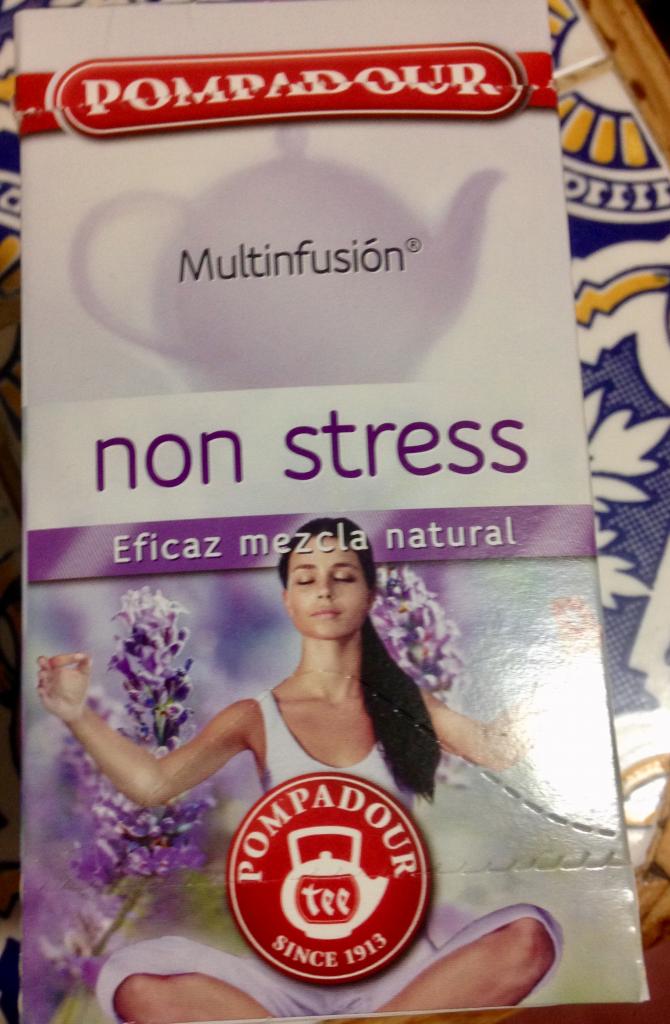 POMPADOUR
Multinfusión®
non stress
Eficaz mezcla natural
POMPADOUR
tee
SINCE 1913